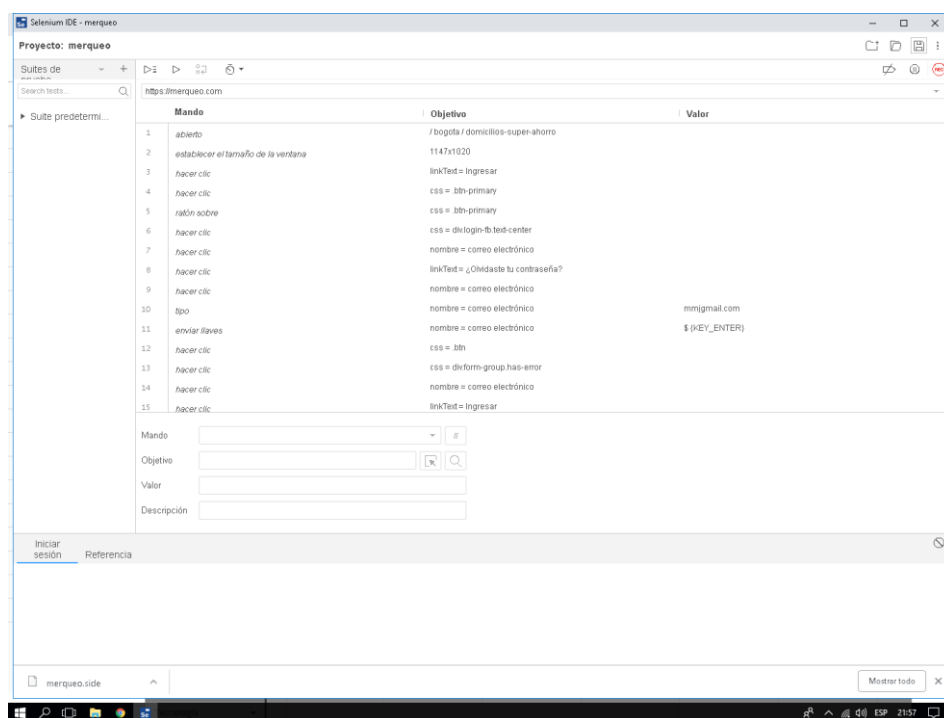 Selenium IDE - merqueo
Proyecto: merqueo
Suites de
prueba
Search tests...
https://merqueo.com
Suite predetermi...
Mando Objetivo Valor
1 abierto / bogota / domicilios-super-ahorro
2 establecer el tamaño de la ventana 1147x1020
3 hacer clic linkText = Ingresar
4 hacer clic css = .btn-primary
5 ratón sobre css = .btn-primary
6 hacer clic css = div.login-fb.text-center
7 hacer clic nombre = correo electrónico
8 hacer clic linkText = ¿Olvidaste tu contraseña?
9 hacer clic nombre = correo electrónico
10 tipo nombre = correo electrónico mmjgmail.com
11 enviar llaves nombre = correo electrónico $ {KEY_ENTER}
12 hacer clic css = .btn
13 hacer clic css = div.form-group.has-error
14 hacer clic nombre = correo electrónico
15 hacer clic linkText = Ingresar
Mando
Objetivo
Valor
Descripción
Iniciar
sesión Referencia
merqueo.side
Mostrar todo
ESP 21:57